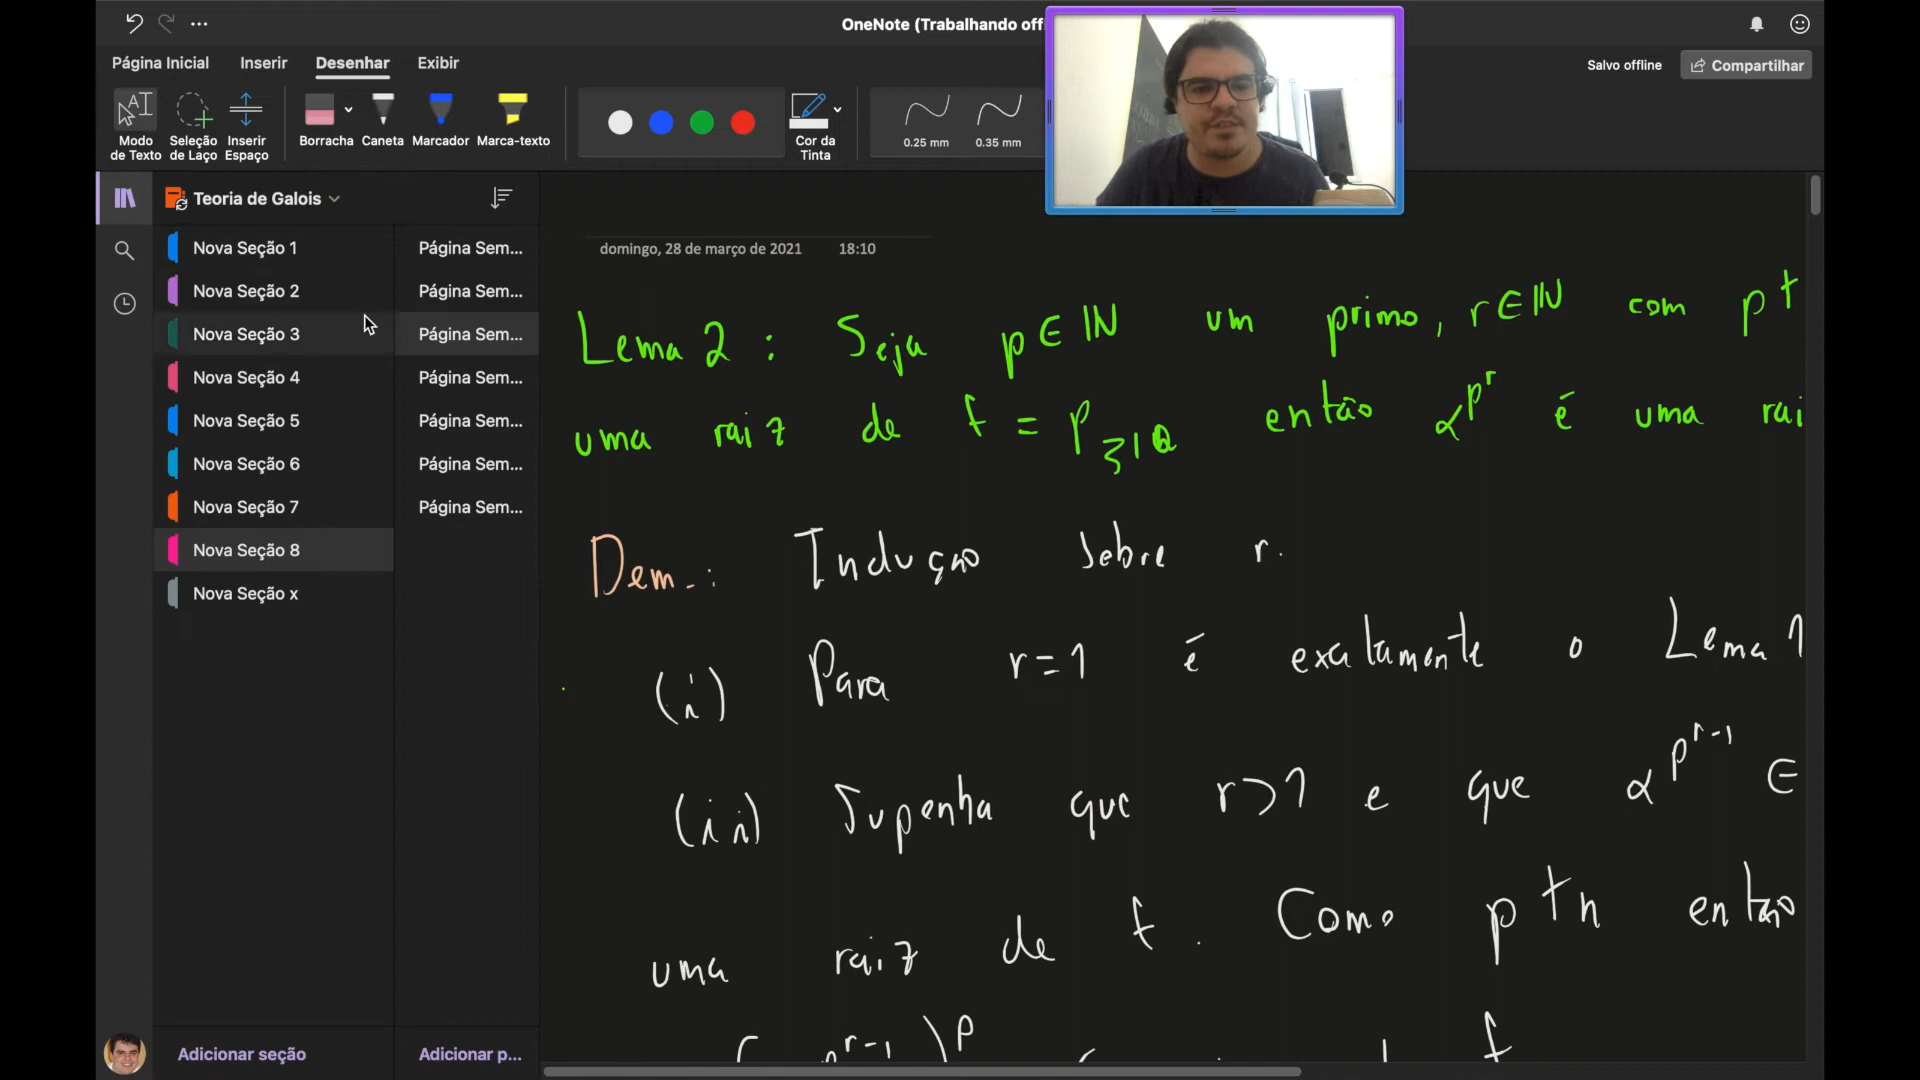 OneNote (Trabalhando off
Página Inicial Inserir Desenhar Exibir
Salvo offline
Compartilhar
Modo de Texto
Seleção de Laço
Inserir Espaço
Borracha
Caneta
Marcador
Marca-texto
Cor da Tinta
0.25 mm
0.35 mm
Teoria de Galois
Nova Seção 1
Nova Seção 2
Nova Seção 3
Nova Seção 4
Nova Seção 5
Nova Seção 6
Nova Seção 7
Nova Seção 8
Nova Seção x
Página Sem...
Página Sem...
Página Sem...
Página Sem...
Página Sem...
Página Sem...
Página Sem...
Adicionar seção
Adicionar p...
domingo, 28 de março de 2021 18:10
Lema 2 : Seja p ∈ ℕ um primo, r ∈ ℕ com p ∤
uma raiz de f = P_ξ|ℚ então α^p^r é uma rai
Dem.: Indução sobre r.
(i) Para r=1 é exatamente o Lema 1
(ii) Suponha que r>1 e que α^p^r-1 ∈
uma raiz de f. Como p∤n então